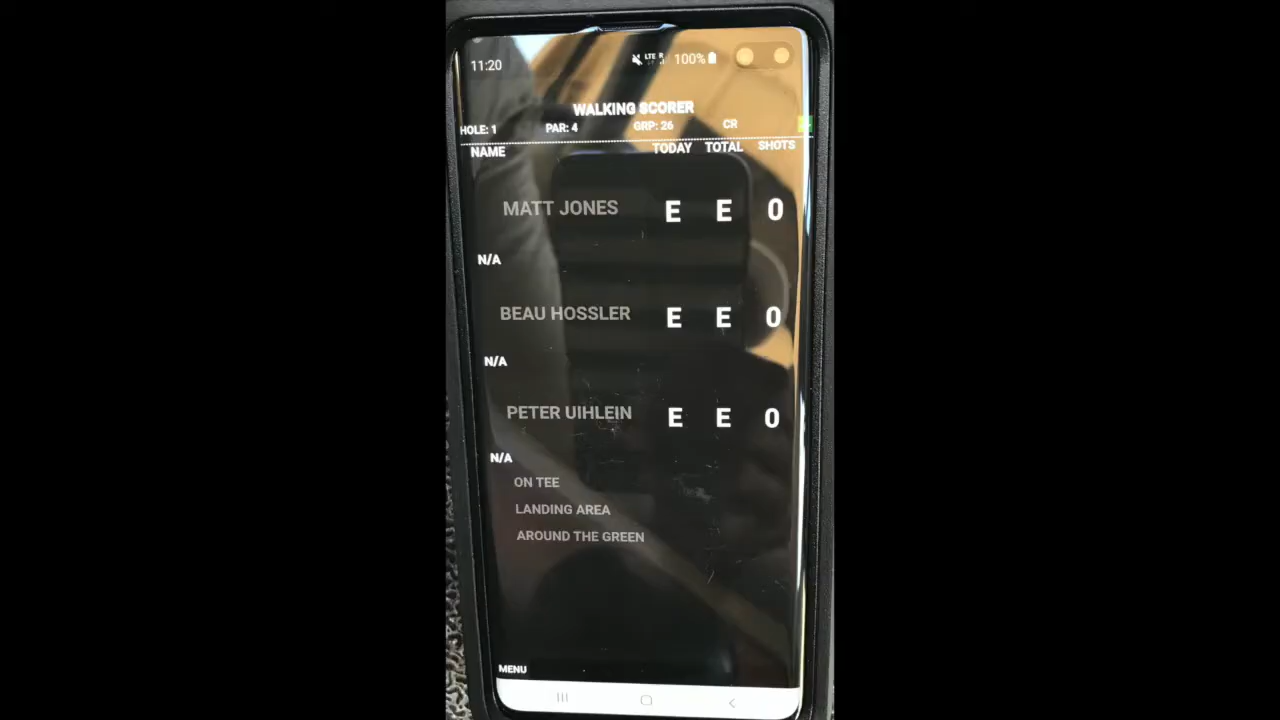 11:20 LTE R 100%
WALKING SCORER
HOLE: 1 PAR: 4 GRP: 26 CR
NAME TODAY TOTAL SHOTS
MATT JONES E E 0
N/A
BEAU HOSSLER E E 0
N/A
PETER UIHLEIN E E 0
N/A
ON TEE
LANDING AREA
AROUND THE GREEN
MENU